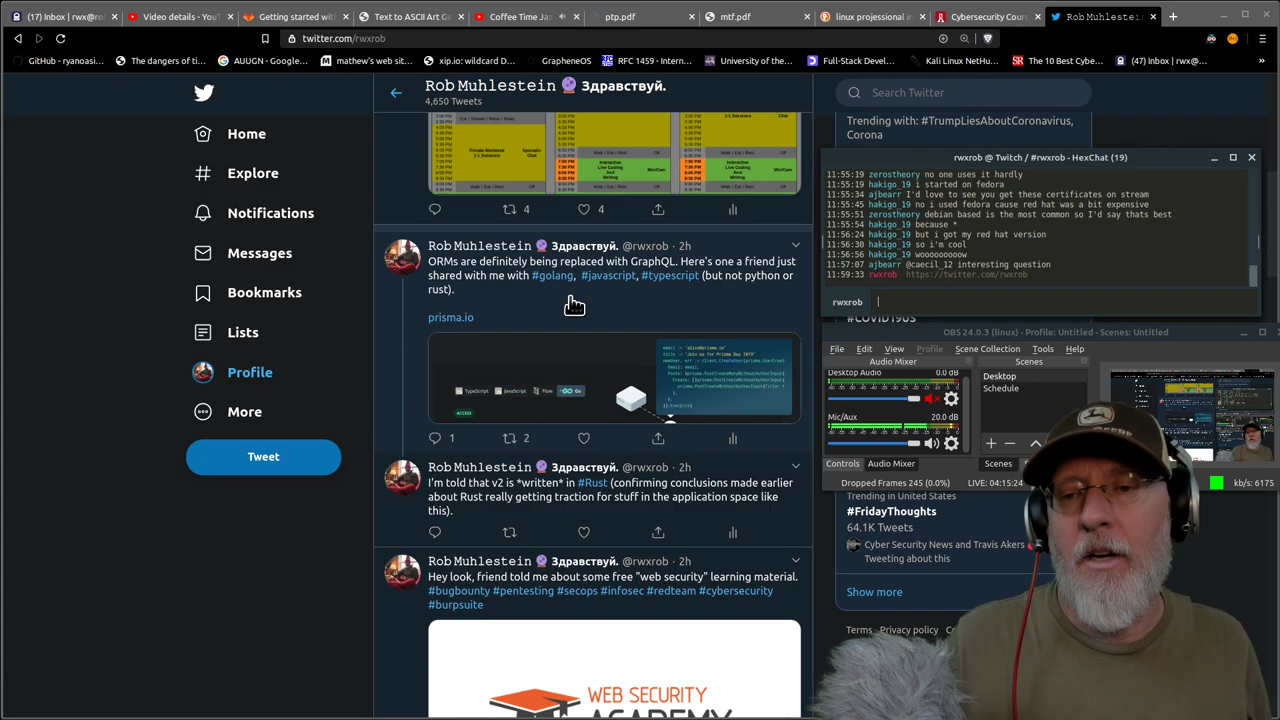 (47) Inbox | rwx@ro
Video details - YouT
Getting started with
Text to ASCII Art Ge
Coffee Time Jaz
ptp.pdf
mtf.pdf
linux projessional in
Cybersecurity Cours
Rob Muhlestein
twitter.com/rwxrob
GitHub - ryanoasi...
The dangers of ti...
AUUGN - Google...
mathew's web sit...
xip.io: wildcard D...
GrapheneOS
RFC 1459 - Intern...
University of the...
Full-Stack Devel...
Kali Linux NetHu...
The 10 Best Cybe...
(47) Inbox | rwx@...
Home
Explore
Notifications
Messages
Bookmarks
Lists
Profile
More
Tweet
Rob Muhlestein 🔮 Здравствуй.
4,650 Tweets
4
4
Rob Muhlestein 🔮 Здравствуй. @rwxrob · 2h
ORMs are definitely being replaced with GraphQL. Here's one a friend just
shared with me with #golang, #javascript, #typescript (but not python or
rust).
prisma.io
TypeScript
JavaScript
Flow
Go
ACCESS
1
2
Rob Muhlestein 🔮 Здравствуй. @rwxrob · 2h
I'm told that v2 is *written* in #Rust (confirming conclusions made earlier
about Rust really getting traction for stuff in the application space like
this).
Rob Muhlestein 🔮 Здравствуй. @rwxrob · 2h
Hey look, friend told me about some free "web security" learning material.
#bugbounty #pentesting #secops #infosec #redteam #cybersecurity
#burpsuite
WEB SECURITY
ACADEMY
Search Twitter
Trending with: #TrumpLiesAboutCoronavirus,
Corona
rwxrob @ Twitch / #rwxrob - HexChat (19)
11:55:19 zerostheory no one uses it hardly
11:55:19 hakigo_19 i started on fedora
11:55:34 ajbearr I'd love to see you get these certificates on stream
11:55:45 hakigo_19 no i used fedora cause red hat was a bit expensive
11:55:51 zerostheory debian based is the most common so I'd say thats best
11:55:54 hakigo_19 because *
11:56:24 hakigo_19 but i got my red hat version
11:56:30 hakigo_19 so i'm cool
11:56:56 hakigo_19 woooooooooow
11:57:07 ajbearr @caecil_12 interesting question
11:59:33 rwxrob https://twitter.com/rwxrob
rwxrob
#COVID19US
OBS 24.0.3 (linux) - Profile: Untitled - Scenes: Untitled
File Edit View Profile Scene Collection Tools Help
Audio Mixer
Scenes
Desktop Audio 0.0 dB
Mic/Aux 20.0 dB
Desktop
Schedule
Controls Audio Mixer
Scenes
Dropped Frames 245 (0.0%)
LIVE: 04:15:24
kb/s: 6175
Trending in United States
#FridayThoughts
64.1K Tweets
Cyber Security News and Travis Akers
Tweeting about this
Show more
Terms Privacy policy